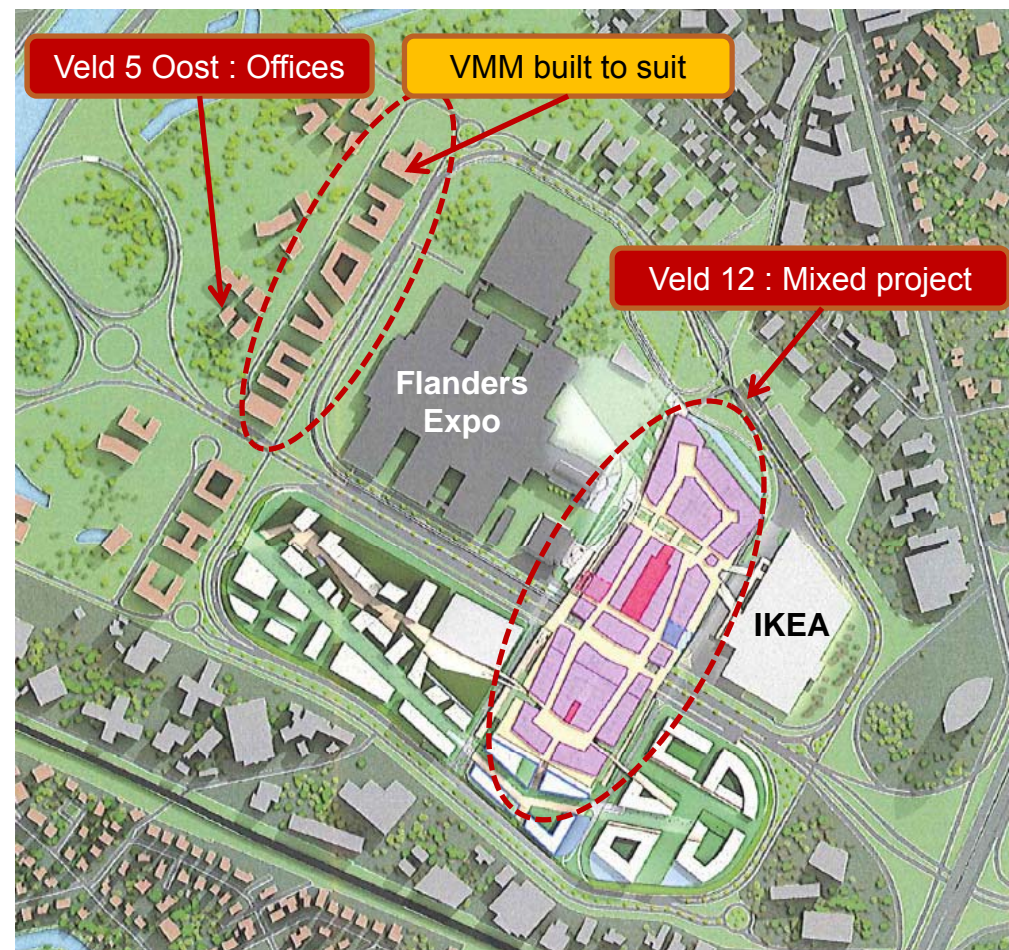 Veld 5 Oost : Offices
VMM built to suit
Veld 12 : Mixed project
Flanders
Expo
IKEA